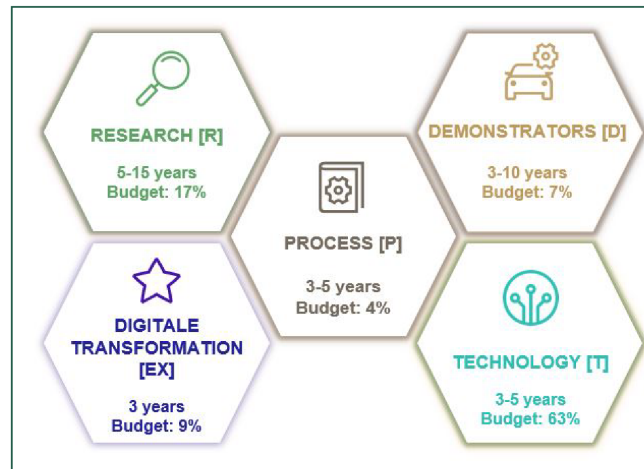 RESEARCH [R]
5-15 years
Budget: 17%
DEMONSTRATORS [D]
3-10 years
Budget: 7%
PROCESS [P]
3-5 years
Budget: 4%
DIGITALE
TRANSFORMATION
[EX]
3 years
Budget: 9%
TECHNOLOGY [T]
3-5 years
Budget: 63%